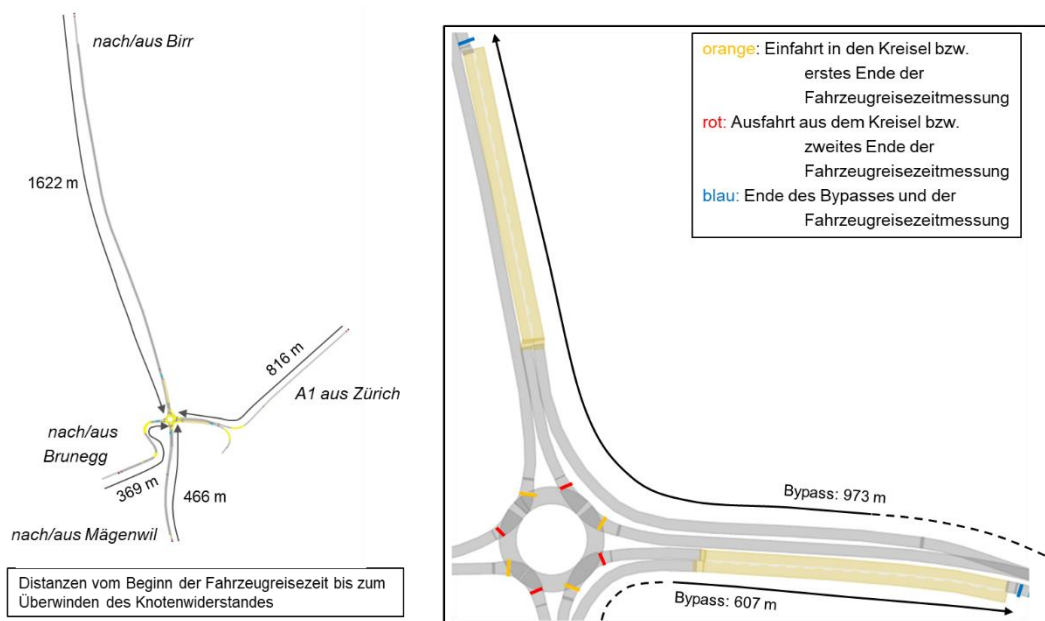 nach/aus Birr
1622 m
816 m
A1 aus Zürich
nach/aus
Brunegg
369 m
466 m
nach/aus Mägenwil
Distanzen vom Beginn der Fahrzeugreisezeit bis zum
Überwinden des Knotenwiderstandes
orange: Einfahrt in den Kreisel bzw.
erstes Ende der
Fahrzeugreisezeitmessung
rot: Ausfahrt aus dem Kreisel bzw.
zweites Ende der
Fahrzeugreisezeitmessung
blau: Ende des Bypasses und der
Fahrzeugreisezeitmessung
Bypass: 973 m
Bypass: 607 m